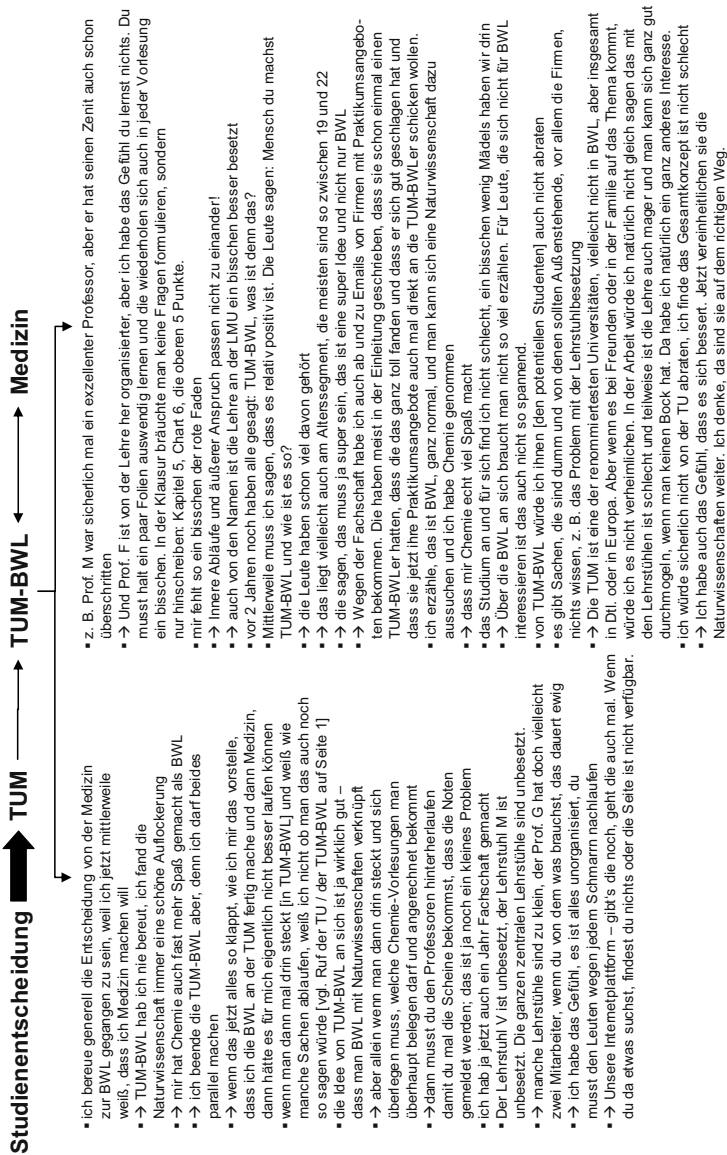 Studienentscheidung TUM TUM-BWL Medizin
▪ ich bereue generell die Entscheidung von der Medizin
zur BWL gegangen zu sein, weil ich jetzt mittlerweile
weiß, dass ich Medizin machen will
▪ → TUM-BWL hab ich nie bereut, ich fand die
Naturwissenschaft immer eine schöne Auflockerung
▪ → mir hat Chemie auch fast mehr Spaß gemacht als BWL
▪ → ich beende die TUM-BWL aber, denn ich darf beides
parallel machen
▪ → wenn das jetzt alles so klappt, wie ich mir das vorstelle,
dass ich die BWL an der TUM fertig mache und dann Medizin,
dann hätte es für mich eigentlich nicht besser laufen können
▪ wenn man dann mal drin steckt [in TUM-BWL] und weiß wie
manche Sachen ablaufen, weiß ich nicht ob man das auch noch
so sagen würde [vgl. Ruf der TU / der TUM-BWL auf Seite 1]
▪ die Idee von TUM-BWL an sich ist ja wirklich gut –
dass man BWL mit Naturwissenschaften verknüpft
▪ → aber allein wenn man dann drin steckt und sich
überlegen muss, welche Chemie-Vorlesungen man
überhaupt belegen darf und angerechnet bekommt
▪ → dann musst du den Professoren hinterherlaufen
damit du mal die Scheine bekommst, dass die Noten
gemeldet werden; das ist ja noch ein kleines Problem
▪ ich hab ja jetzt auch ein Jahr Fachschaft gemacht
▪ Der Lehrstuhl V ist unbesetzt, der Lehrstuhl M ist
unbesetzt. Die ganzen zentralen Lehrstühle sind unbesetzt.
▪ → manche Lehrstühle sind zu klein, der Prof. G hat doch vielleicht
zwei Mitarbeiter, wenn du von dem was brauchst, das dauert ewig
▪ → ich habe das Gefühl, es ist alles unorganisiert, du
musst den Leuten wegen jedem Schmarrn nachlaufen
▪ → Unsere Internetplattform – gibt's die noch, geht die auch mal. Wenn
du da etwas suchst, findest du nichts oder die Seite ist nicht verfügbar.
▪ z. B. Prof. M war sicherlich mal ein exzellenter Professor, aber er hat seinen Zenit auch schon
überschritten
▪ → Und Prof. F ist von der Lehre her organisierter, aber ich habe das Gefühl du lernst nichts. Du
musst halt ein paar Folien auswendig lernen und die wiederholen sich auch in jeder Vorlesung
ein bisschen. In der Klausur bräuchte man keine Fragen formulieren, sondern
nur hinschreiben: Kapitel 5, Chart 6, die oberen 5 Punkte.
▪ mir fehlt so ein bisschen der rote Faden
▪ → Innere Abläufe und äußerer Anspruch passen nicht zu einander!
▪ → auch von den Namen ist die Lehre an der LMU ein bisschen besser besetzt
▪ vor 2 Jahren noch haben alle gesagt: TUM-BWL, was ist denn das?
▪ Mittlerweile muss ich sagen, dass es relativ positiv ist. Die Leute sagen: Mensch du machst
TUM-BWL und wie ist es so?
▪ → die Leute haben schon viel davon gehört
▪ → das liegt vielleicht auch am Alterssegment, die meisten sind so zwischen 19 und 22
▪ → die sagen, das muss ja super sein, das ist eine super Idee und nicht nur BWL
▪ → Wegen der Fachschaft habe ich auch ab und zu Emails von Firmen mit Praktikumsangebo-
ten bekommen. Die haben meist in der Einleitung geschrieben, dass sie schon einmal einen
TUM-BWLer hatten, dass die das ganz toll fanden und dass er sich gut geschlagen hat und
dass sie jetzt ihre Praktikumsangebote auch mal direkt an die TUM-BWLer schicken wollen.
▪ ich erzähle, das ist BWL, ganz normal, und man kann sich eine Naturwissenschaft dazu
aussuchen und ich habe Chemie genommen
▪ → dass mir Chemie echt viel Spaß macht
▪ das Studium an und für sich find ich nicht schlecht, ein bisschen wenig Mädels haben wir drin
▪ → Über die BWL an sich braucht man nicht so viel erzählen. Für Leute, die sich nicht für BWL
interessieren ist das auch nicht so spannend.
▪ von TUM-BWL würde ich ihnen [den potentiellen Studenten] auch nicht abraten
▪ es gibt Sachen, die sind dumm und von denen sollten Außenstehende, vor allem die Firmen,
nichts wissen, z. B. das Problem mit der Lehrstuhlbesetzung
▪ → Die TUM ist eine der renommiertesten Universitäten, vielleicht nicht in BWL, aber insgesamt
in Dtl. oder in Europa. Aber wenn es bei Freunden oder in der Familie auf das Thema kommt,
würde ich es nicht verheimlichen. In der Arbeit würde ich natürlich nicht gleich sagen das mit
den Lehrstühlen ist schlecht und teilweise ist die Lehre auch mager und man kann sich ganz gut
durchmogeln, wenn man keinen Bock hat. Da habe ich natürlich ein ganz anderes Interesse.
▪ ich würde sicherlich nicht von der TU abraten, ich finde das Gesamtkonzept ist nicht schlecht
▪ → Ich habe auch das Gefühl, dass es sich bessert. Jetzt vereinheitlichen sie die
Naturwissenschaften weiter. Ich denke, da sind sie auf dem richtigen Weg.